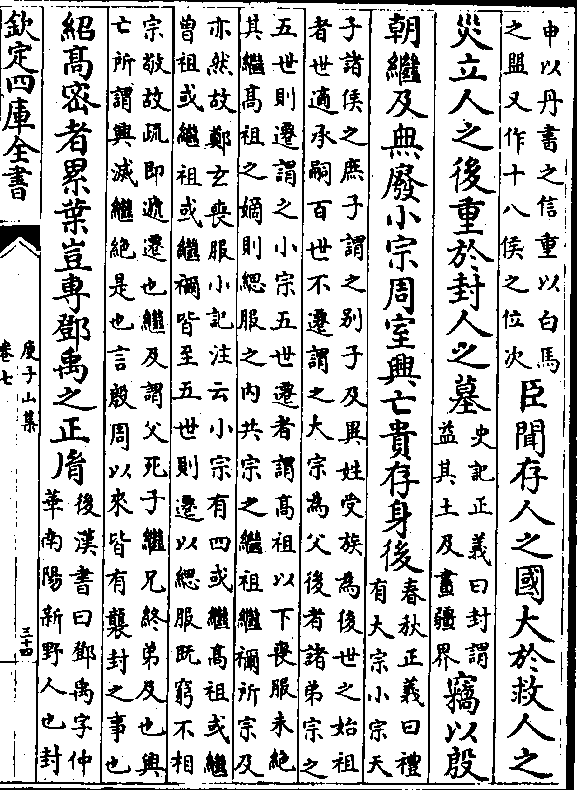 申以丹書之信重以白馬
之盟又作十八侯之位次
臣聞存人之國大於救人之
災立人之後重於封人之墓
史記正義曰封謂
益其土及畫疆界
竊以殷
朝繼及無廢小宗周室興亡貴存身後
春秋正義曰禮
有大宗小宗天
子諸侯之庶子謂之别子及異姓受族為後世之始祖
者世適承嗣百世不遷謂之大宗為父後者諸弟宗之
五世則遷謂之小宗五世遷者謂髙祖以下喪服未絶
其繼髙祖之嫡則緦服之内共宗之繼祖繼禰所宗及
亦然故鄭玄喪服小記注云小宗有四或繼髙祖或繼
曽祖或繼祖或繼禰皆至五世則遷以緦服既窮不相
宗敬故疏即遞遷也繼及謂父死子繼兄終弟及也興
亡所謂興滅繼絶是也言殷周以來皆有襲封之事也
紹髙密者累葉豈専鄧禹之正𦙍
後漢書曰鄧禹字仲
華南陽新野人也封
欽定四庫全書
庾子山集
卷七
三十四